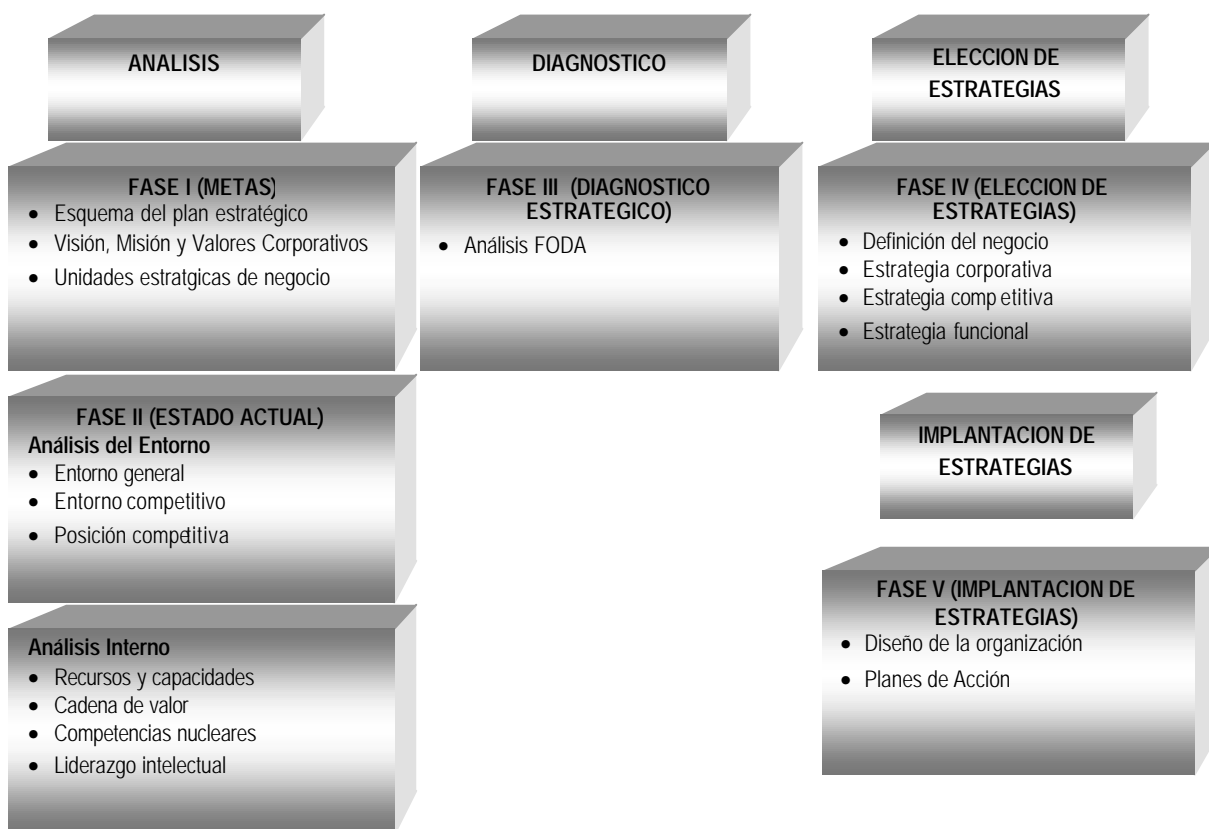 ANALISIS
FASE I (METAS)
• Esquema del plan estratégico
• Visión, Misión y Valores Corporativos
• Unidades estratgicas de negocio
FASE II (ESTADO ACTUAL)
Análisis del Entorno
• Entorno general
• Entorno competitivo
• Posición competitiva
Análisis Interno
• Recursos y capacidades
• Cadena de valor
• Competencias nucleares
• Liderazgo intelectual
DIAGNOSTICO
FASE III (DIAGNOSTICO
ESTRATEGICO)
• Análisis FODA
ELECCION DE
ESTRATEGIAS
FASE IV (ELECCION DE
ESTRATEGIAS)
• Definición del negocio
• Estrategia corporativa
• Estrategia comp etitiva
• Estrategia funcional
IMPLANTACION DE
ESTRATEGIAS
FASE V (IMPLANTACION DE
ESTRATEGIAS)
• Diseño de la organización
• Planes de Acción